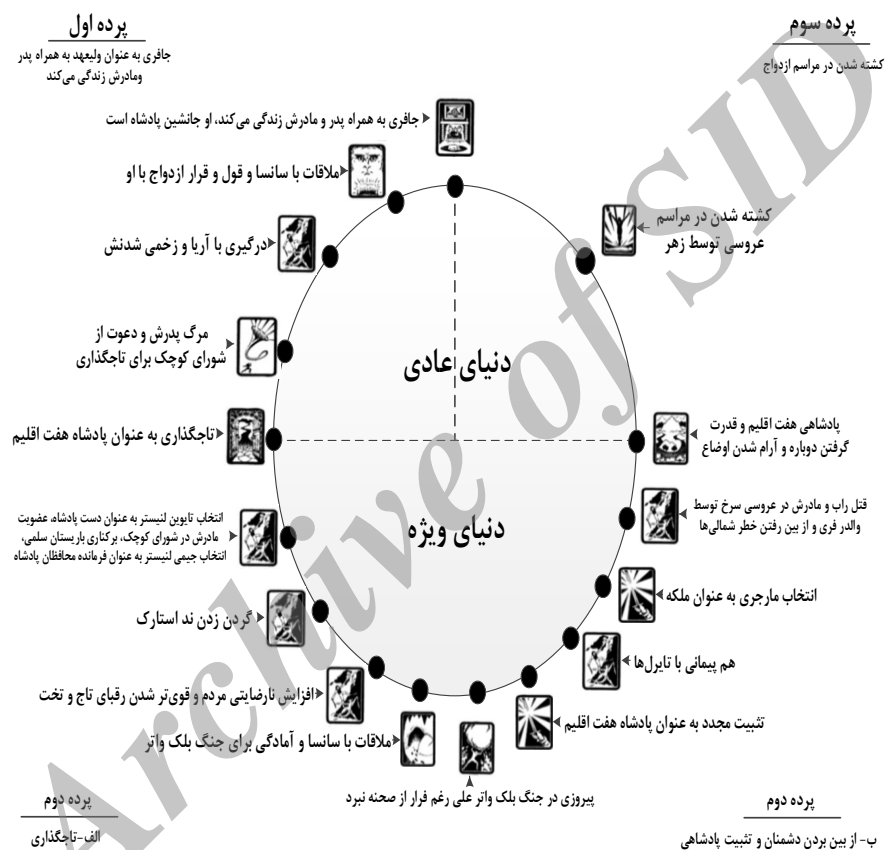 پرده اول
جافری به عنوان ولیعهد به همراه پدر
ومادرش زندگی می‌کند
پرده سوم
کشته شدن در مراسم ازدواج
جافری به همراه پدر و مادرش زندگی می‌کند، او جانشین پادشاه است
ملاقات با سانسا و قول و قرار ازدواج با او
درگیری با آریا و زخمی شدنش
مرگ پدرش و دعوت از
شورای کوچک برای تاجگذاری
تاجگذاری به عنوان پادشاه هفت اقلیم
انتخاب تایوین لنیستر به عنوان دست پادشاه، عضویت
مادرش در شورای کوچک، برکناری باریستان سلمی،
انتخاب جیمی لنیستر به عنوان فرمانده محافظان پادشاه
گردن زدن ند استارک
افزایش نارضایتی مردم و قوی‌تر شدن رقبای تاج و تخت
ملاقات با سانسا و آمادگی برای جنگ بلک واتر
پیروزی در جنگ بلک واتر علی رغم فرار از صحنه نبرد
تثبیت مجدد به عنوان پادشاه هفت اقلیم
هم پیمانی با تایرل‌ها
انتخاب مارجری به عنوان ملکه
قتل راب و مادرش در عروسی سرخ توسط
والدر فری و از بین رفتن خطر شمالی‌ها
پادشاهی هفت اقلیم و قدرت
گرفتن دوباره و آرام شدن اوضاع
کشته شدن در مراسم
عروسی توسط زهر
دنیای عادی
دنیای ویژه
پرده دوم
الف-تاجگذاری
پرده دوم
ب- از بین بردن دشمنان و تثبیت پادشاهی
Archive of SID